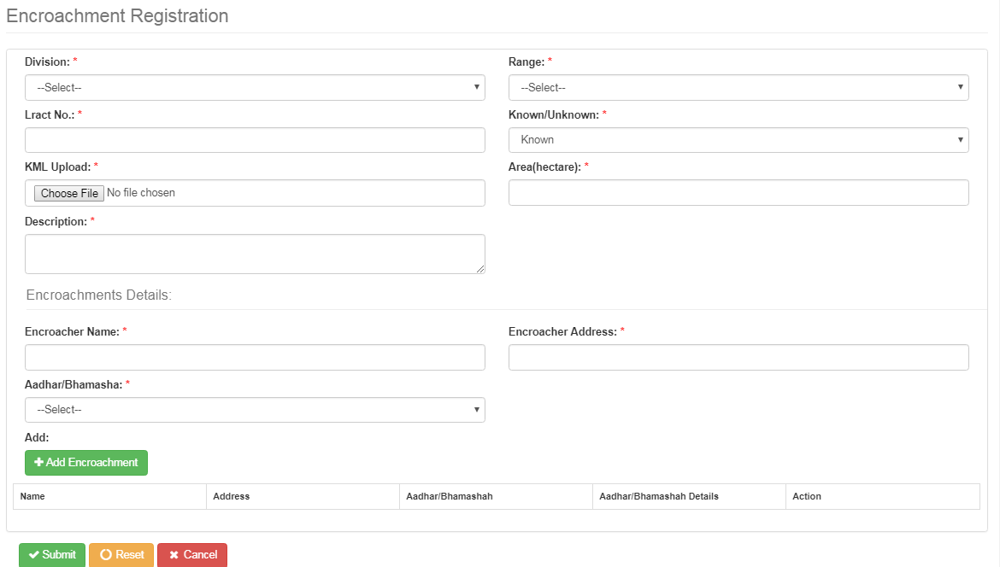 Encroachment Registration
Division: * Range: *
--Select-- --Select--
Lract No.: * Known/Unknown: *
Known
KML Upload: * Area(hectare): *
Choose File No file chosen
Description: *
Encroachments Details:
Encroacher Name: * Encroacher Address: *
Aadhar/Bhamasha: *
--Select--
Add:
Add Encroachment
Name Address Aadhar/Bhamashah Aadhar/Bhamashah Details Action
Submit Reset Cancel